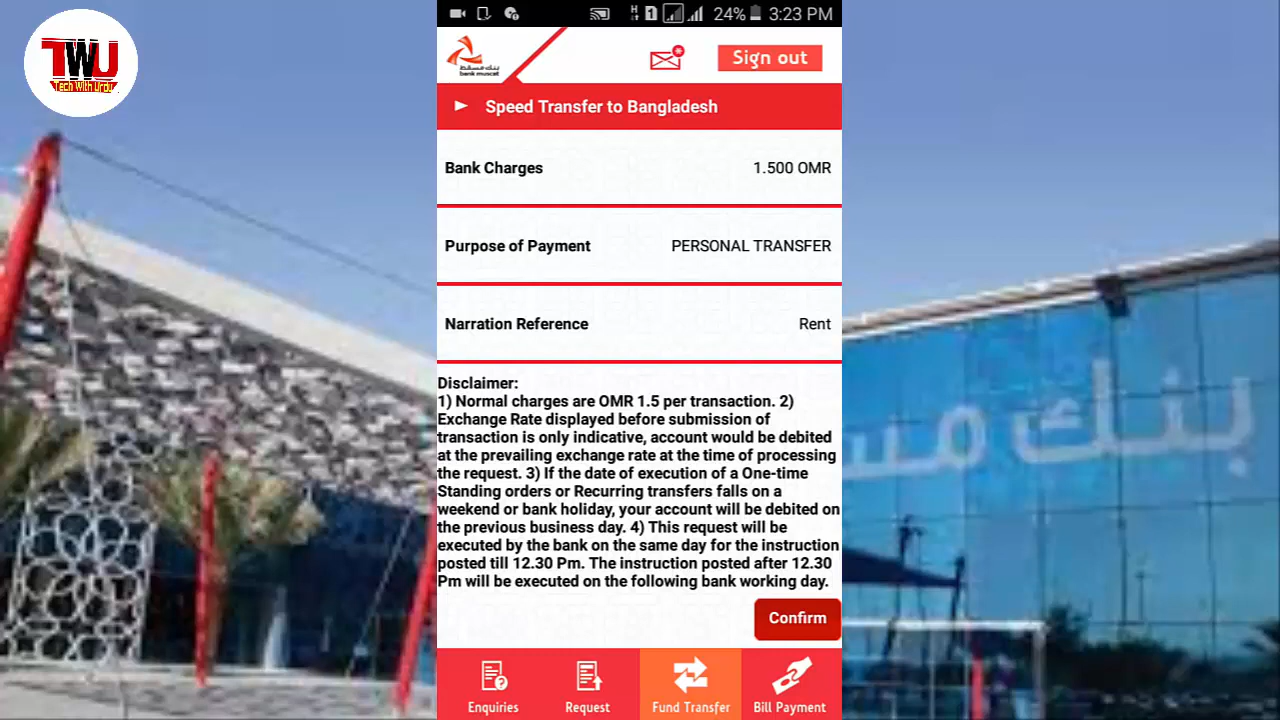 TWU
Tech With Urdu
24% 3:23 PM
بنك مسقط
bank muscat
Sign out
Speed Transfer to Bangladesh
Bank Charges 1.500 OMR
Purpose of Payment PERSONAL TRANSFER
Narration Reference Rent
Disclaimer:
1) Normal charges are OMR 1.5 per transaction. 2)
Exchange Rate displayed before submission of
transaction is only indicative, account would be debited
at the prevailing exchange rate at the time of processing
the request. 3) If the date of execution of a One-time
Standing orders or Recurring transfers falls on a
weekend or bank holiday, your account will be debited on
the previous business day. 4) This request will be
executed by the bank on the same day for the instruction
posted till 12.30 Pm. The instruction posted after 12.30
Pm will be executed on the following bank working day.
Confirm
Enquiries Request Fund Transfer Bill Payment
بنك مس